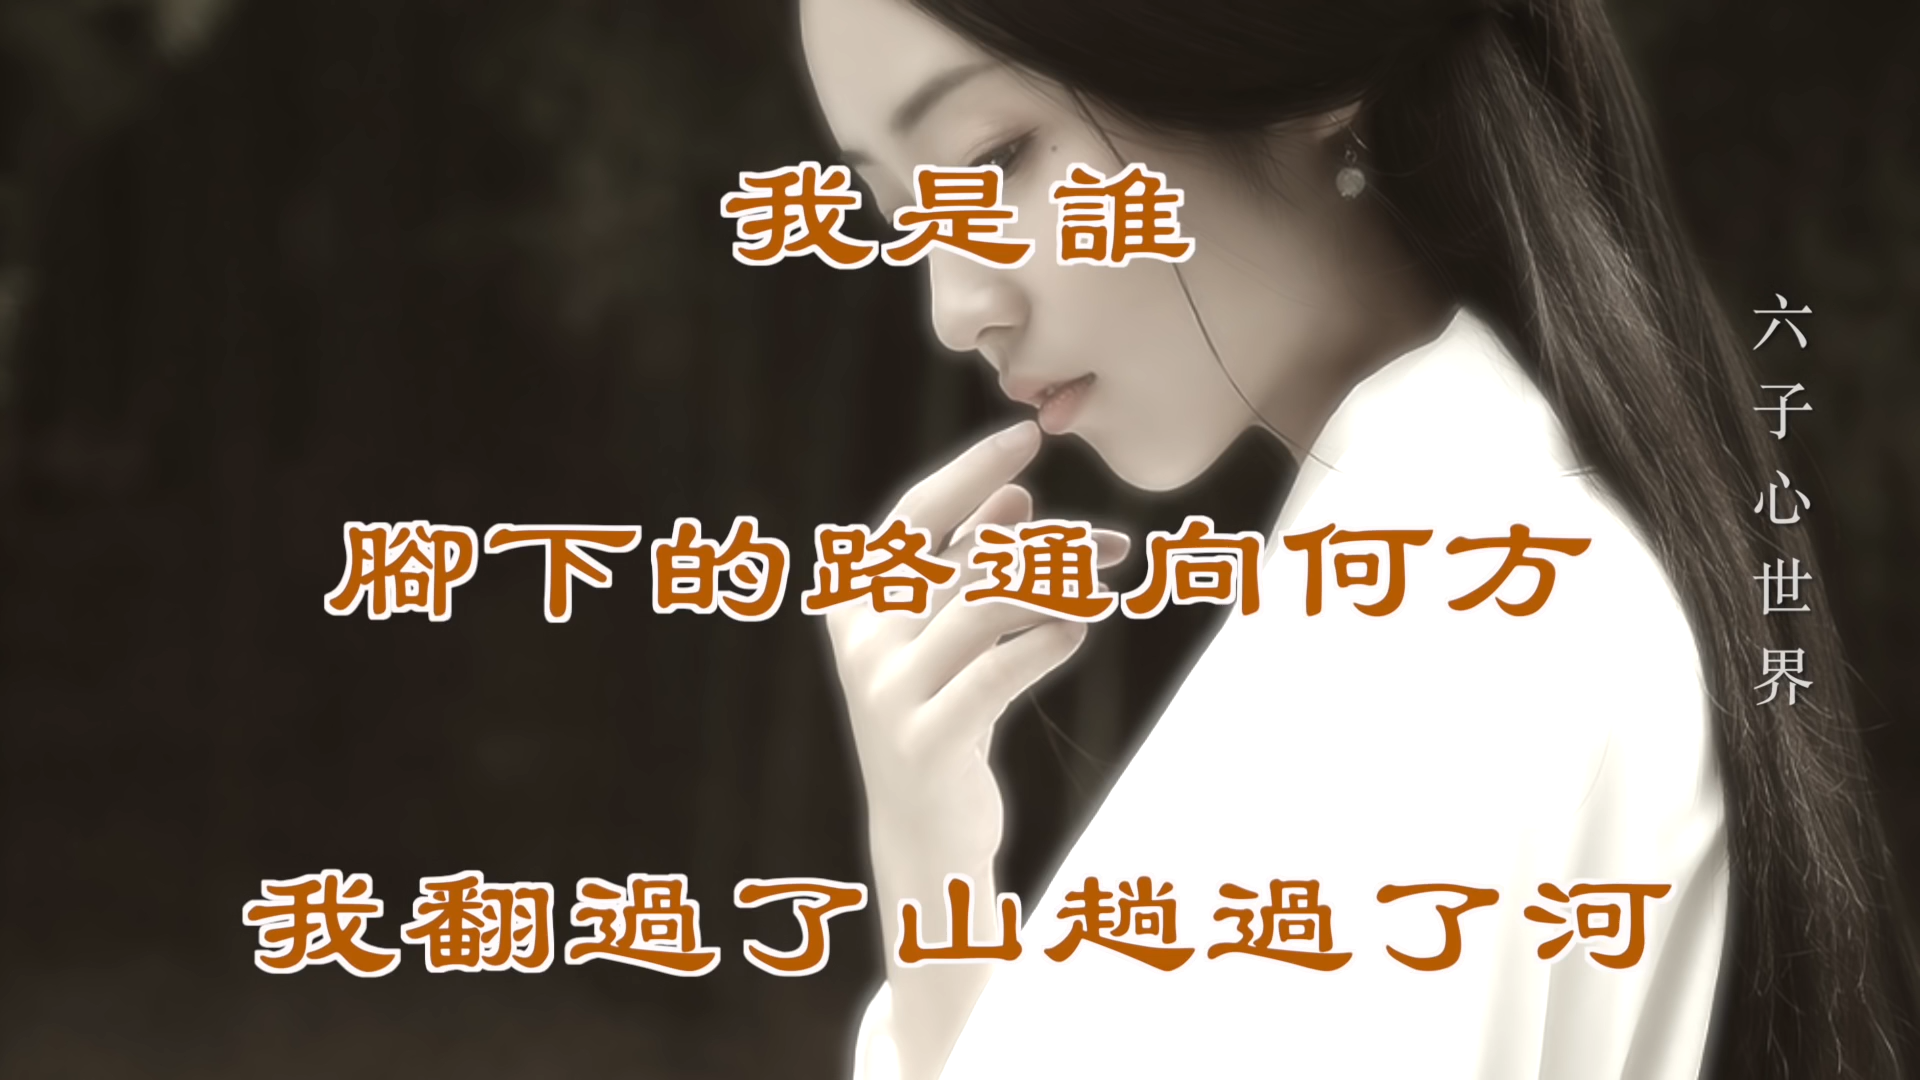 我是誰
腳下的路通向何方
我翻過了山趟過了河
六子心世界